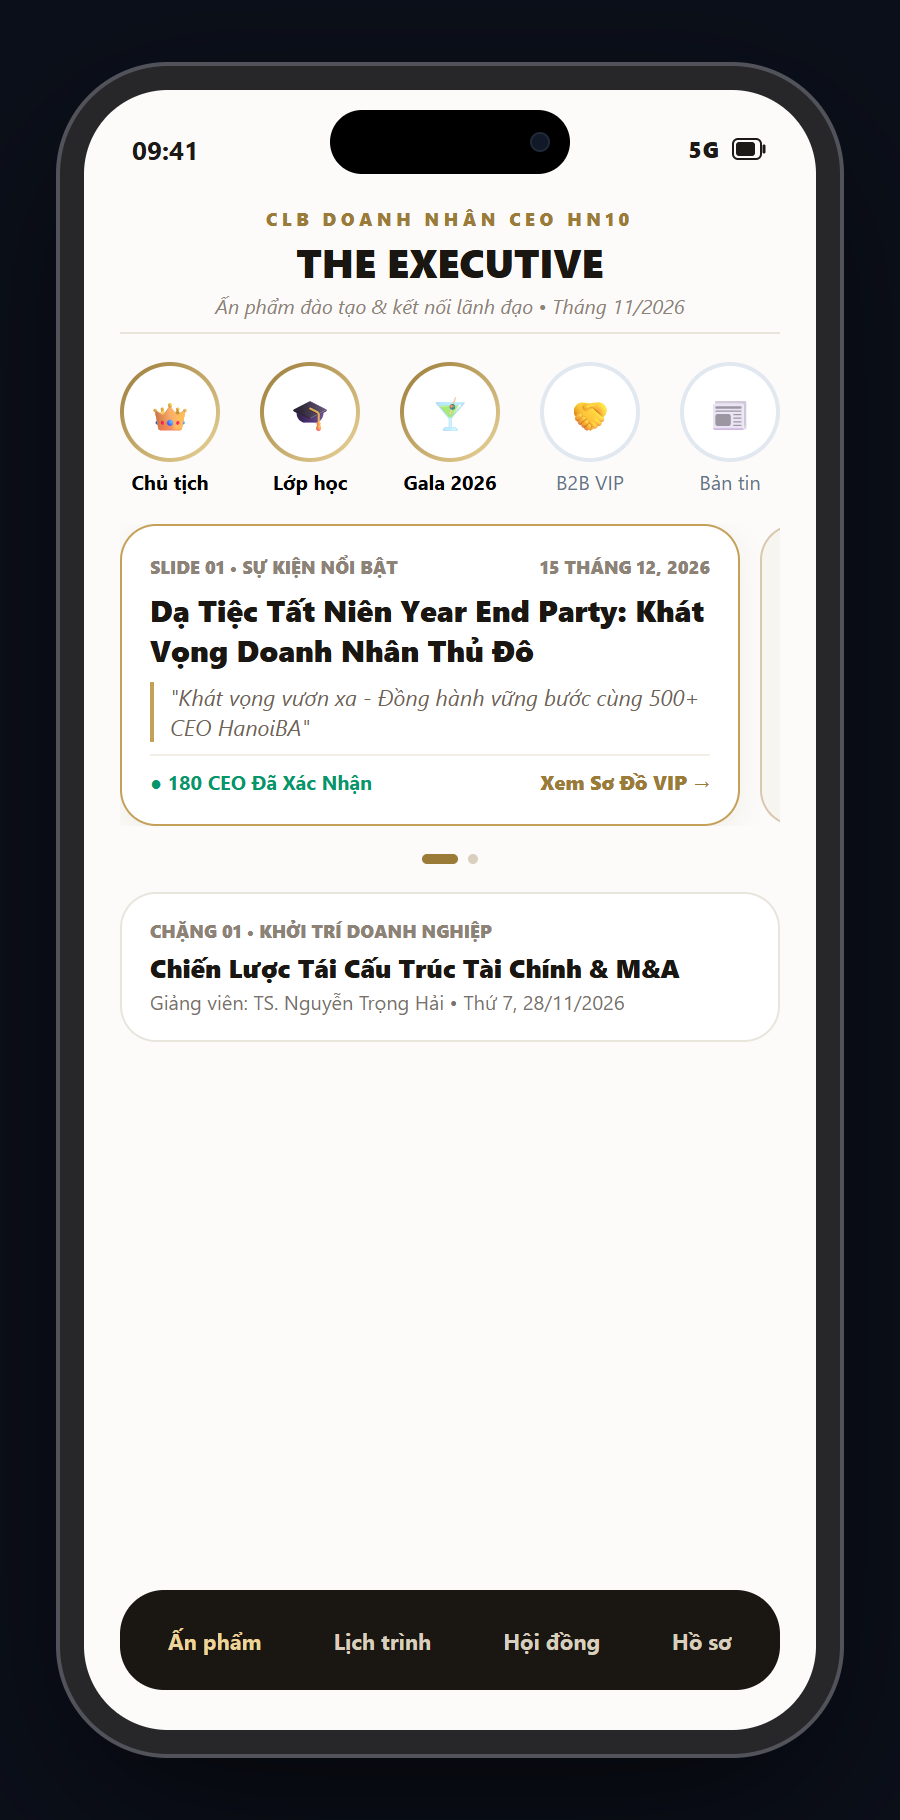 09:41
5G
CLB DOANH NHÂN CEO HN10
THE EXECUTIVE
Ấn phẩm đào tạo & kết nối lãnh đạo • Tháng 11/2026
Chủ tịch
Lớp học
Gala 2026
B2B VIP
Bản tin
SLIDE 01 • SỰ KIỆN NỔI BẬT
15 THÁNG 12, 2026
Dạ Tiệc Tất Niên Year End Party: Khát
Vọng Doanh Nhân Thủ Đô
"Khát vọng vươn xa - Đồng hành vững bước cùng 500+
CEO HanoiBA"
● 180 CEO Đã Xác Nhận
Xem Sơ Đồ VIP →
CHẶNG 01 • KHỞI TRÍ DOANH NGHIỆP
Chiến Lược Tái Cấu Trúc Tài Chính & M&A
Giảng viên: TS. Nguyễn Trọng Hải • Thứ 7, 28/11/2026
Ấn phẩm
Lịch trình
Hội đồng
Hồ sơ